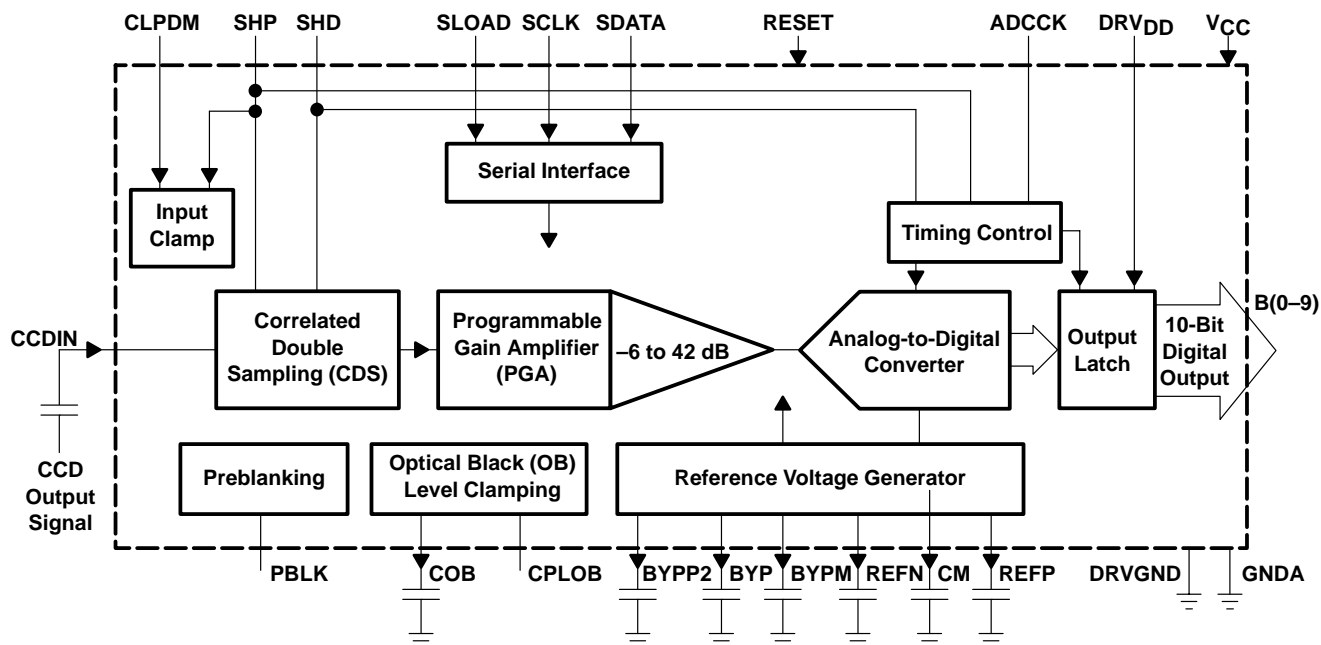 CLPDM SHP SHD SLOAD SCLK SDATA RESET ADCCK DRVDD VCC
Serial Interface
Input
Clamp
Timing Control
CCDIN
Correlated
Double
Sampling (CDS)
Programmable
Gain Amplifier
(PGA)
–6 to 42 dB
Analog-to-Digital
Converter
Output
Latch
10-Bit
Digital
Output
B(0–9)
CCD
Output
Signal
Preblanking
Optical Black (OB)
Level Clamping
Reference Voltage Generator
PBLK COB CPLOB BYPP2 BYP BYPM REFN CM REFP DRVGND GNDA